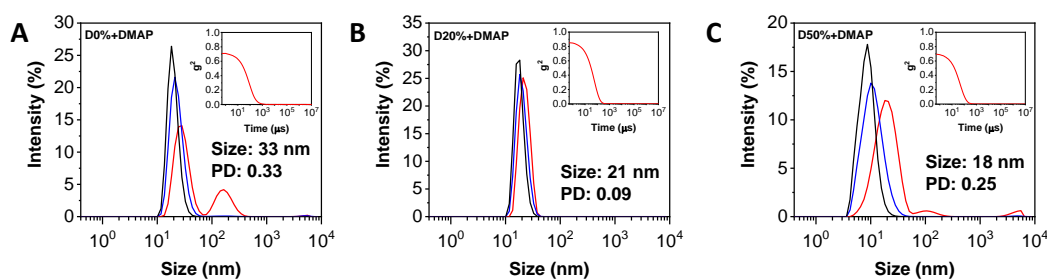 A
D0%+DMAP
Intensity (%)
30
25
20
15
10
5
0
1.0
0.8
0.6
0.4
0.2
0.0
g²
10¹ 10³ 10⁵ 10⁷
Time (μs)
Size: 33 nm
PD: 0.33
10⁰ 10¹ 10² 10³ 10⁴
Size (nm)
B
D20%+DMAP
Intensity (%)
35
30
25
20
15
10
5
0
1.0
0.8
0.6
0.4
0.2
0.0
g²
10¹ 10³ 10⁵ 10⁷
Time (μs)
Size: 21 nm
PD: 0.09
10⁰ 10¹ 10² 10³ 10⁴
Size (nm)
C
D50%+DMAP
Intensity (%)
20
15
10
5
0
1.0
0.8
0.6
0.4
0.2
0.0
g²
10¹ 10³ 10⁵ 10⁷
Time (μs)
Size: 18 nm
PD: 0.25
10⁰ 10¹ 10² 10³ 10⁴
Size (nm)